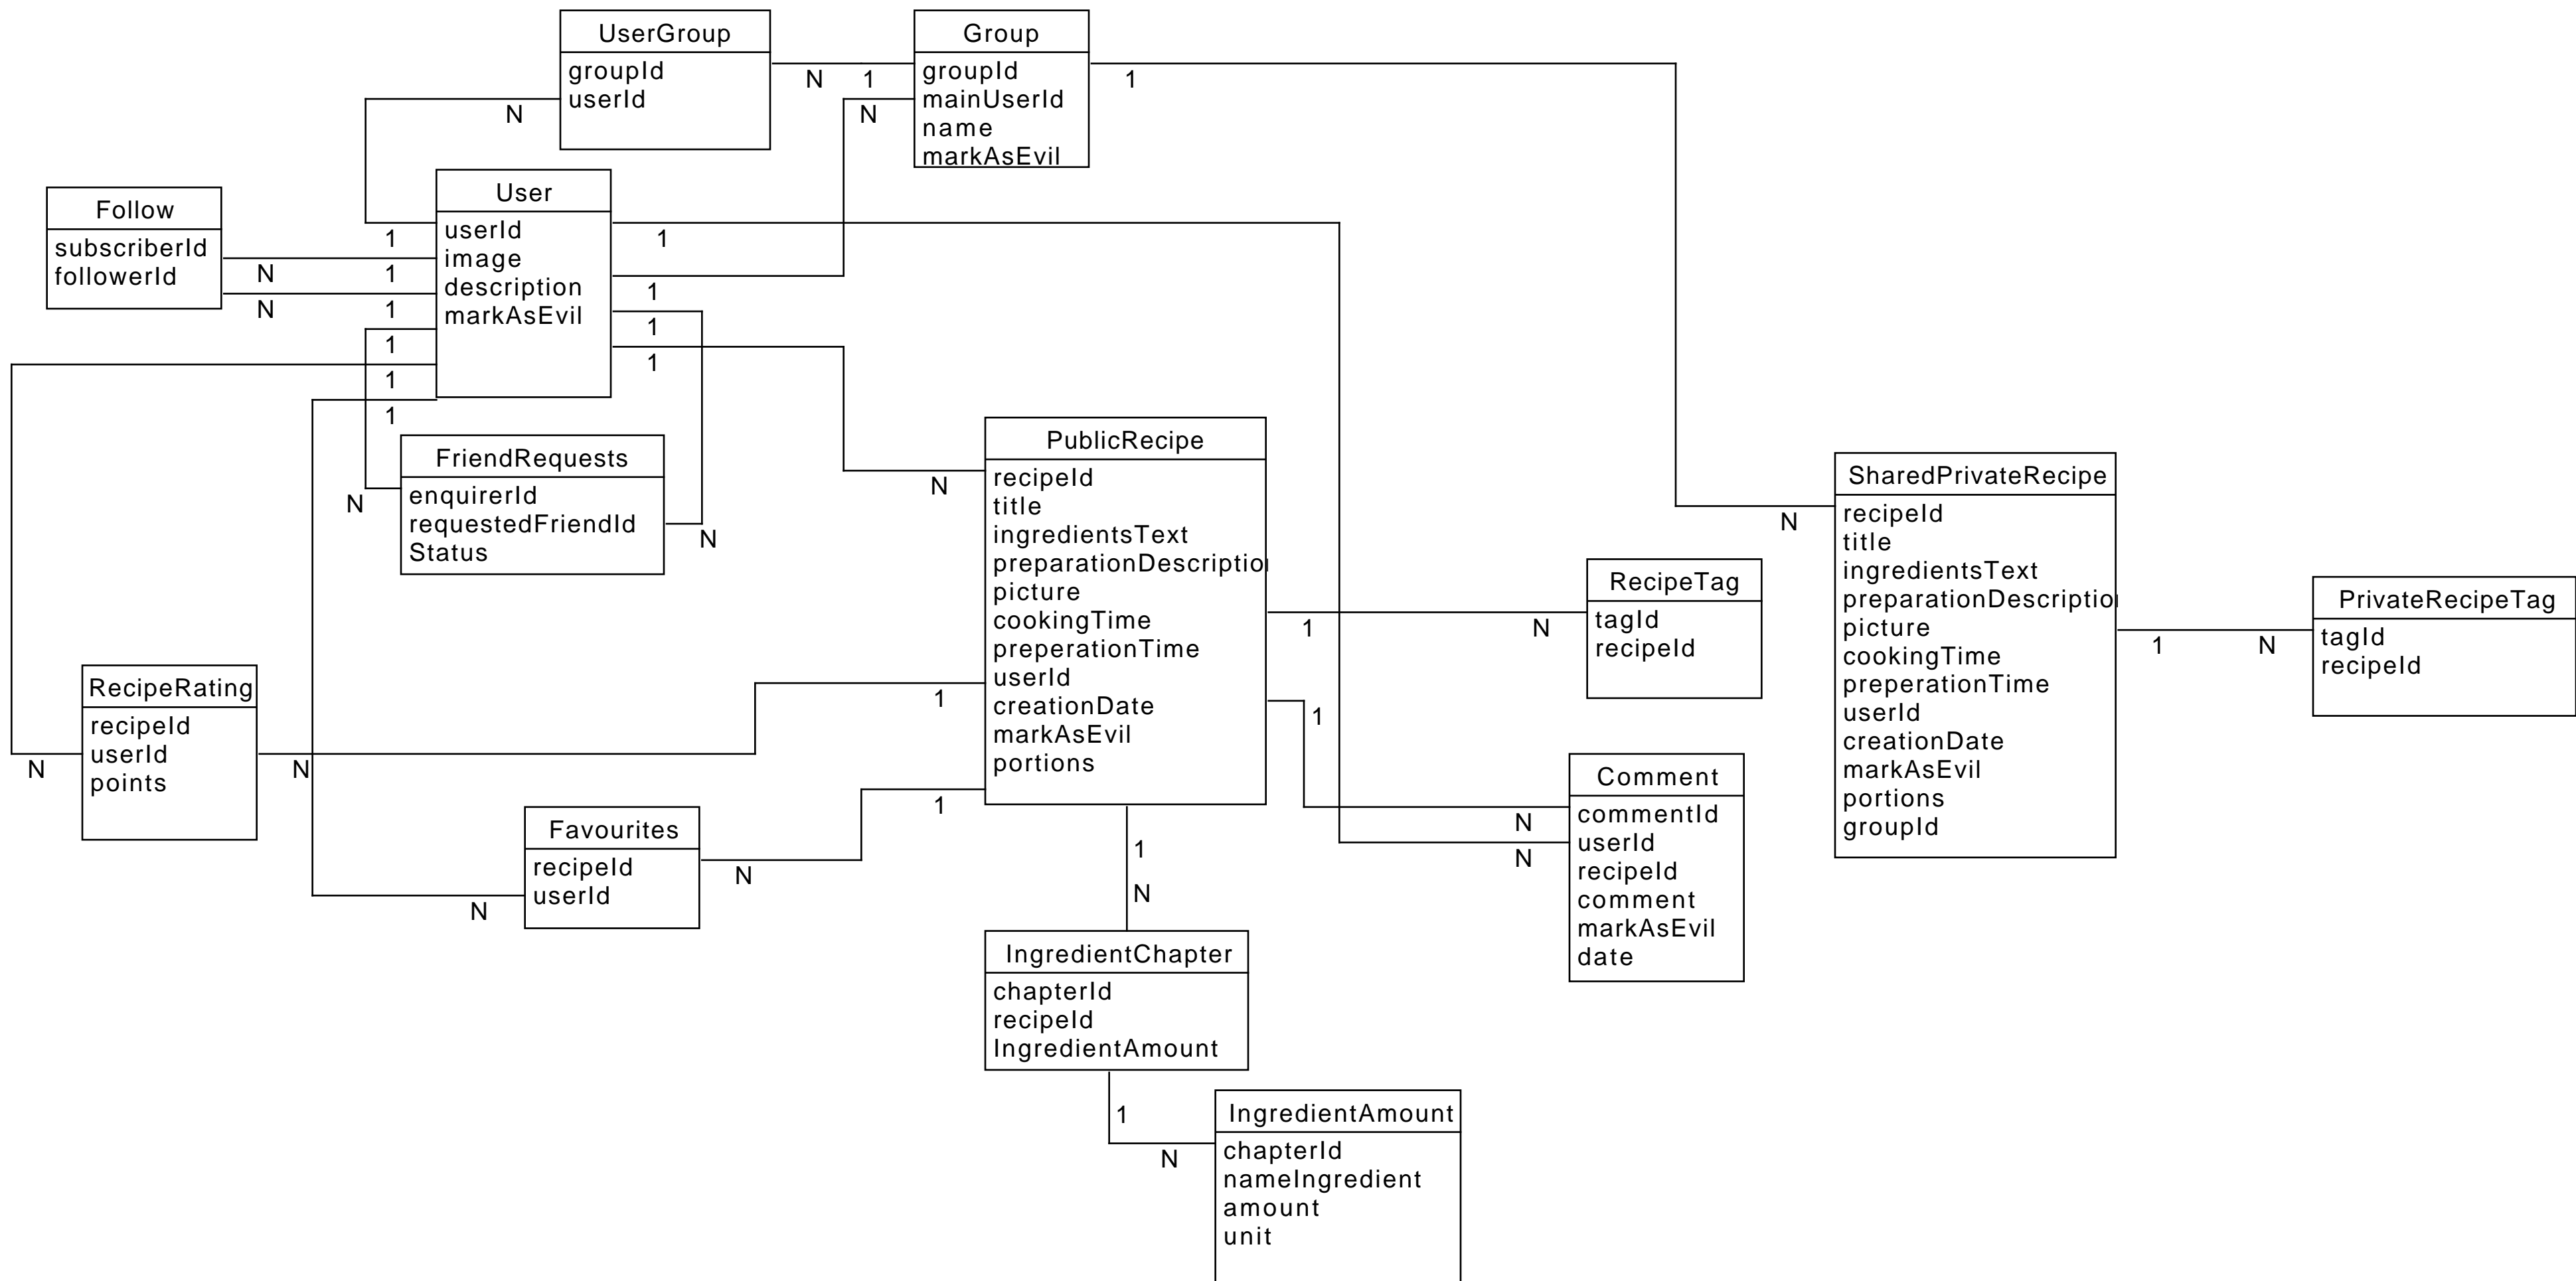 UserGroup
groupId
userId
Group
groupId
mainUserId
name
markAsEvil
N
1
1
N
N
User
userId
image
description
markAsEvil
Follow
subscriberId
followerId
1
1
N
1
1
N
1
1
1
1
1
1
FriendRequests
enquirerId
requestedFriendId
Status
N
N
PublicRecipe
recipeId
title
ingredientsText
preparationDescriptio
picture
cookingTime
preperationTime
userId
creationDate
markAsEvil
portions
N
SharedPrivateRecipe
recipeId
title
ingredientsText
preparationDescriptio
picture
cookingTime
preperationTime
userId
creationDate
markAsEvil
portions
groupId
N
RecipeTag
tagId
recipeId
1
N
PrivateRecipeTag
tagId
recipeId
1
N
RecipeRating
recipeId
userId
points
N
N
1
1
Comment
commentId
userId
recipeId
comment
markAsEvil
date
N
N
Favourites
recipeId
userId
N
N
1
1
N
IngredientChapter
chapterId
recipeId
IngredientAmount
1
N
IngredientAmount
chapterId
nameIngredient
amount
unit